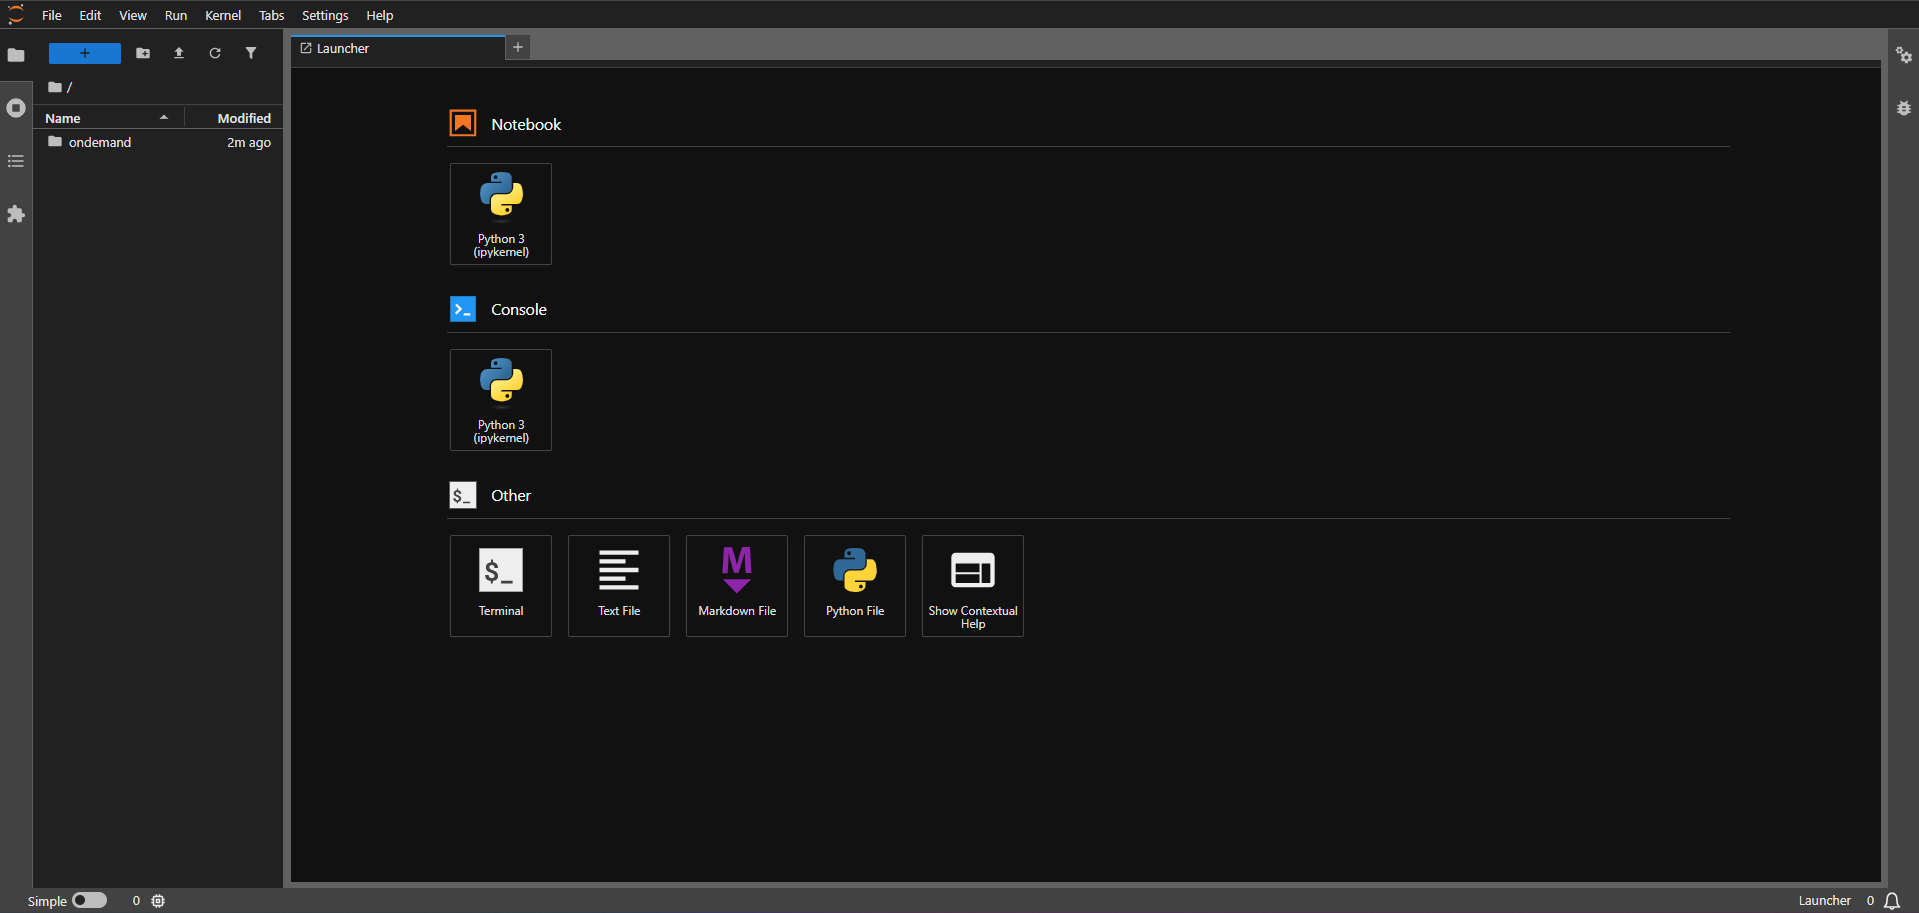 File Edit View Run Kernel Tabs Settings Help
Launcher
/
Name Modified
ondemand 2m ago
Notebook
Python 3
(ipykernel)
Console
Python 3
(ipykernel)
$_ Other
$_
Terminal
Text File
M
Markdown File
Python File
Show Contextual
Help
Simple 0
Launcher 0